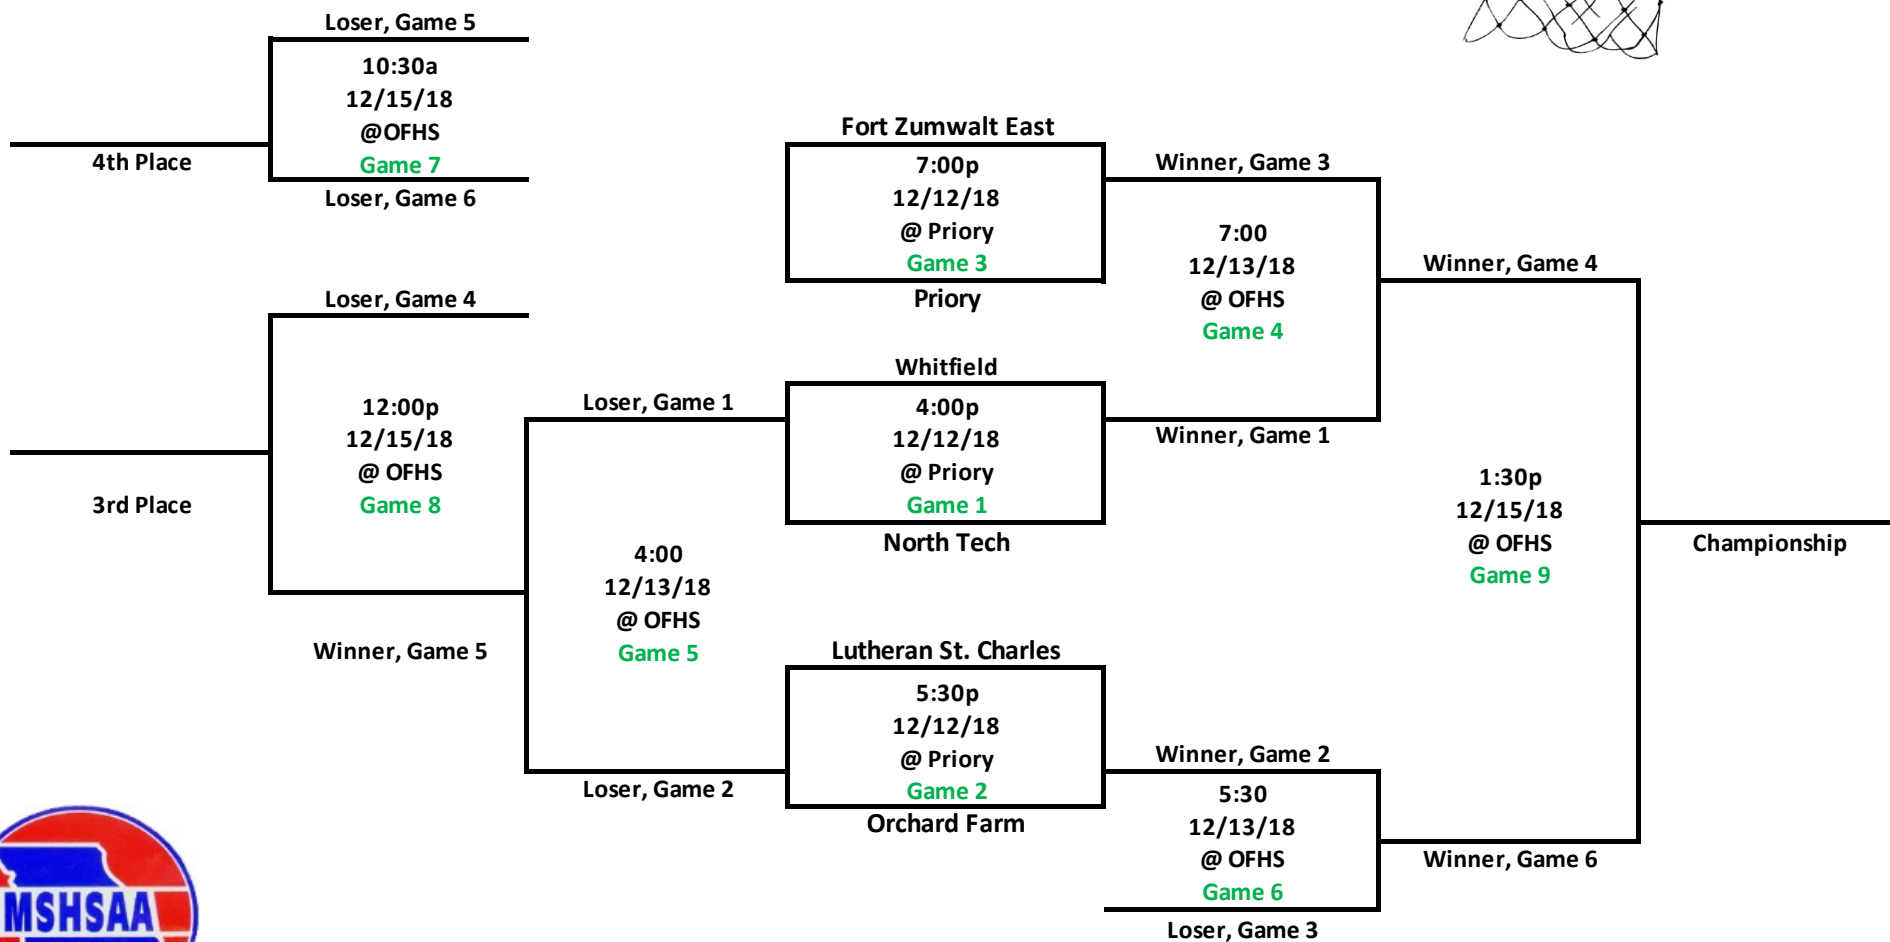 Loser, Game 5
10:30a
12/15/18
@OFHS
Game 7
4th Place
Loser, Game 6
Fort Zumwalt East
7:00p
12/12/18
@ Priory
Game 3
Priory
Winner, Game 3
7:00
12/13/18
@ OFHS
Game 4
Winner, Game 4
Loser, Game 4
12:00p
12/15/18
@ OFHS
Game 8
3rd Place
Loser, Game 1
Whitfield
4:00p
12/12/18
@ Priory
Game 1
North Tech
Winner, Game 1
1:30p
12/15/18
@ OFHS
Game 9
Championship
4:00
12/13/18
@ OFHS
Game 5
Winner, Game 5
Lutheran St. Charles
5:30p
12/12/18
@ Priory
Game 2
Orchard Farm
Loser, Game 2
Winner, Game 2
5:30
12/13/18
@ OFHS
Game 6
Loser, Game 3
Winner, Game 6
MSHSAA